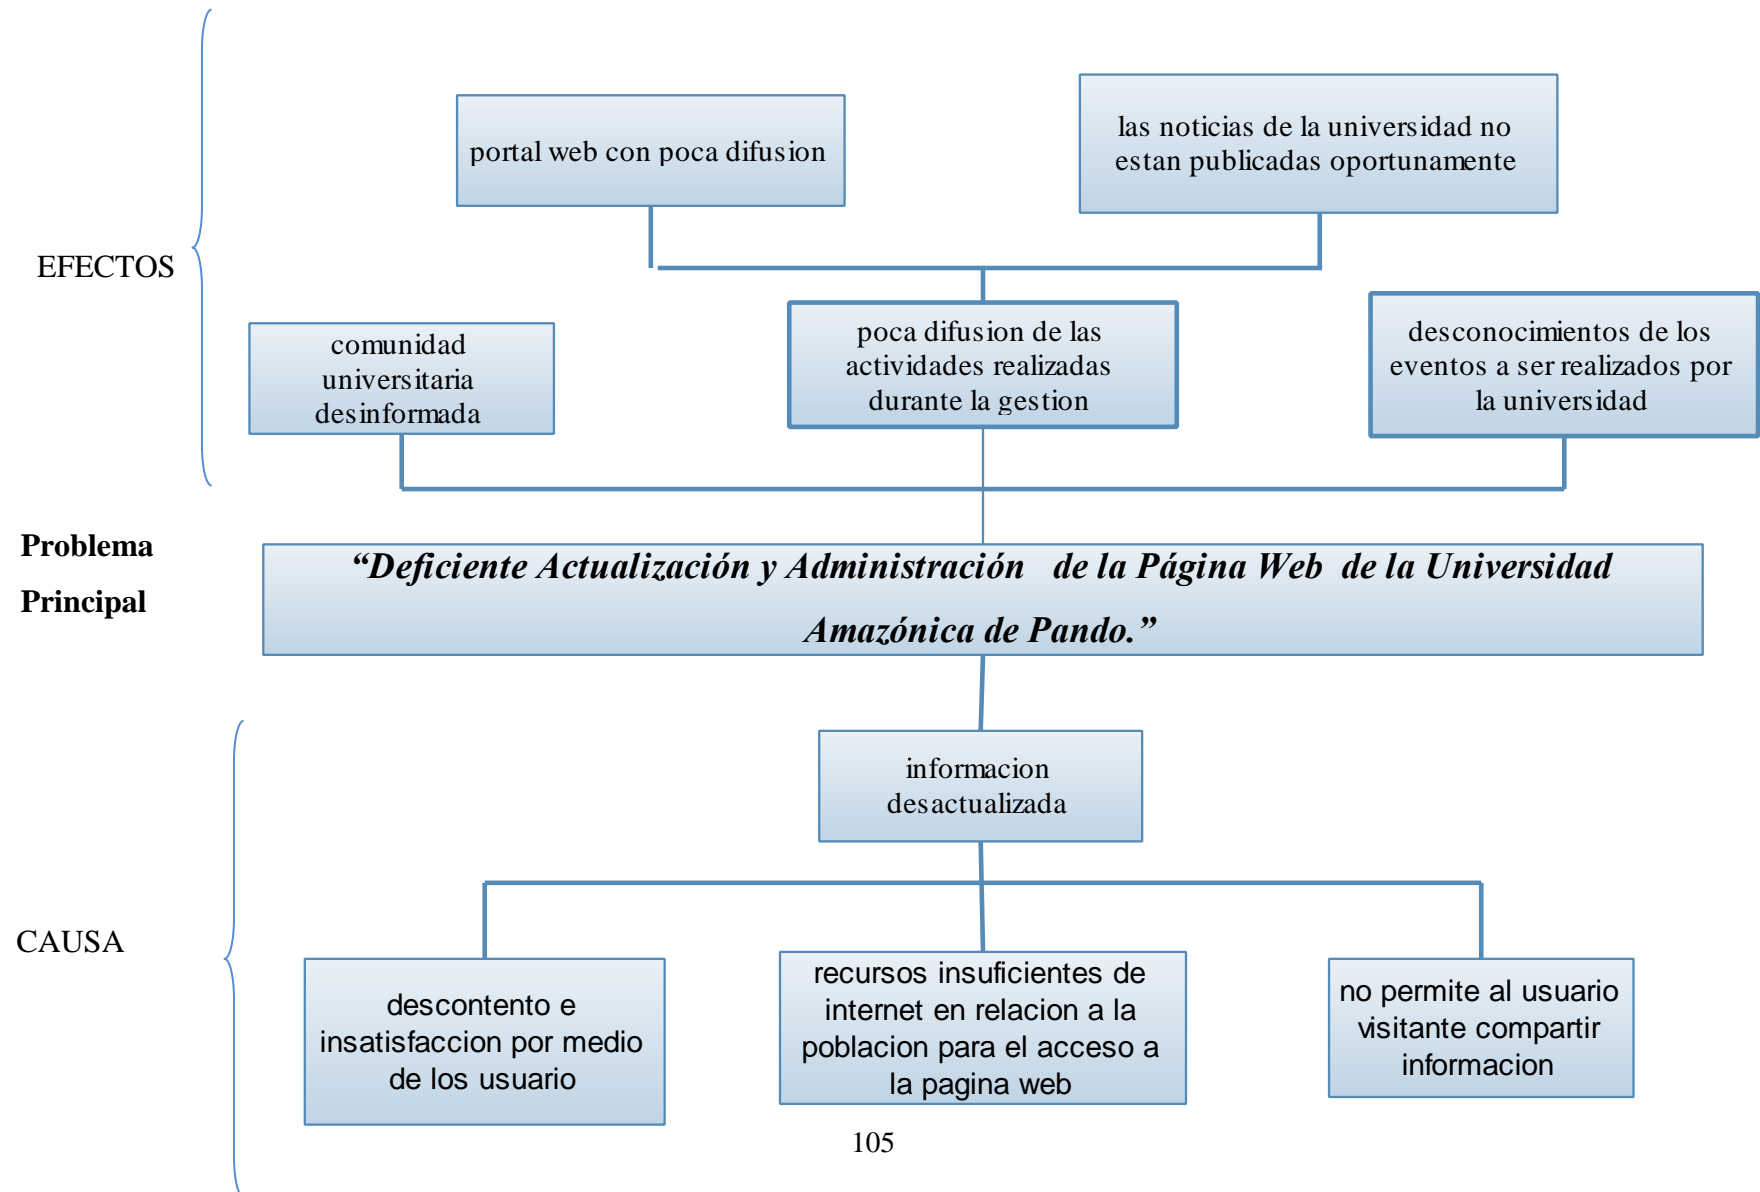 portal web con poca difusion
las noticias de la universidad no
estan publicadas oportunamente
EFECTOS
comunidad
universitaria
desinformada
poca difusion de las
actividades realizadas
durante la gestion
desconocimientos de los
eventos a ser realizados por
la universidad
Problema
Principal
“Deficiente Actualización y Administración de la Página Web de la Universidad
Amazónica de Pando.”
informacion
desactualizada
CAUSA
descontento e
insatisfaccion por medio
de los usuario
recursos insuficientes de
internet en relacion a la
poblacion para el acceso a
la pagina web
no permite al usuario
visitante compartir
informacion
105